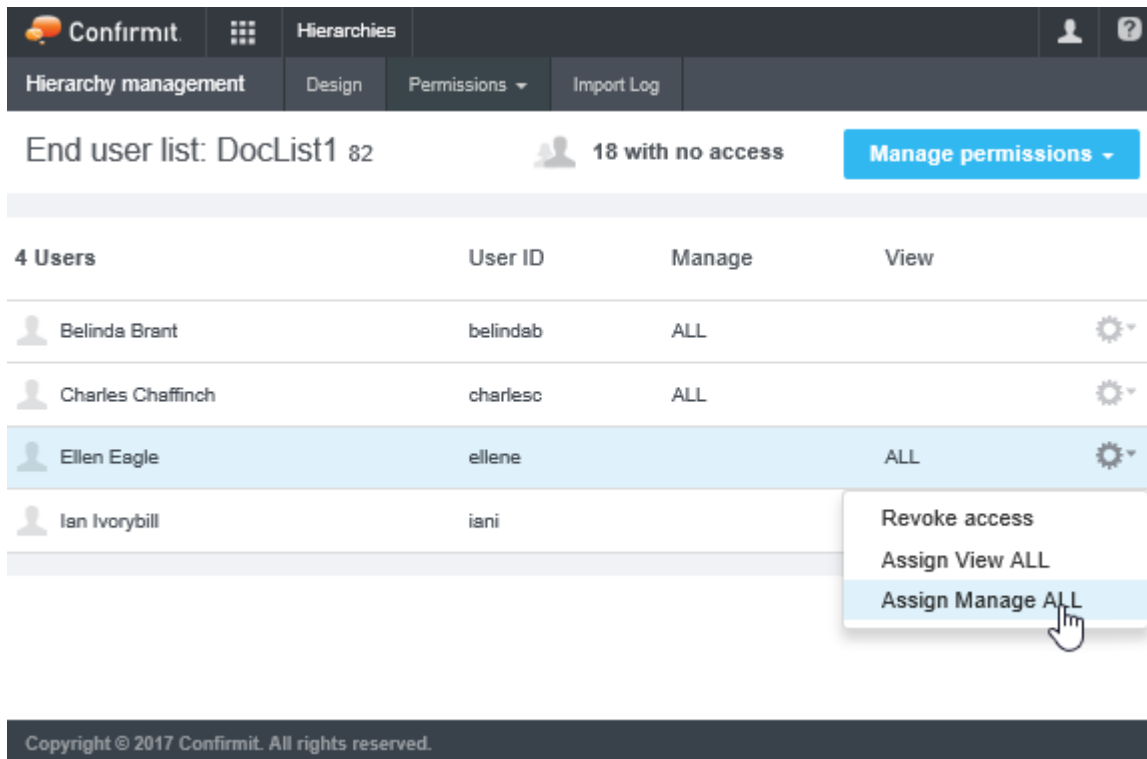 Confirmit. Hierarchies ?
Hierarchy management Design Permissions Import Log
End user list: DocList1 82 18 with no access Manage permissions
4 Users User ID Manage View
Belinda Brant belindab ALL
Charles Chaffinch charlesc ALL
Ellen Eagle ellene ALL
Ian Ivorybill iani
Revoke access
Assign View ALL
Assign Manage ALL
Copyright © 2017 Confirmit. All rights reserved.